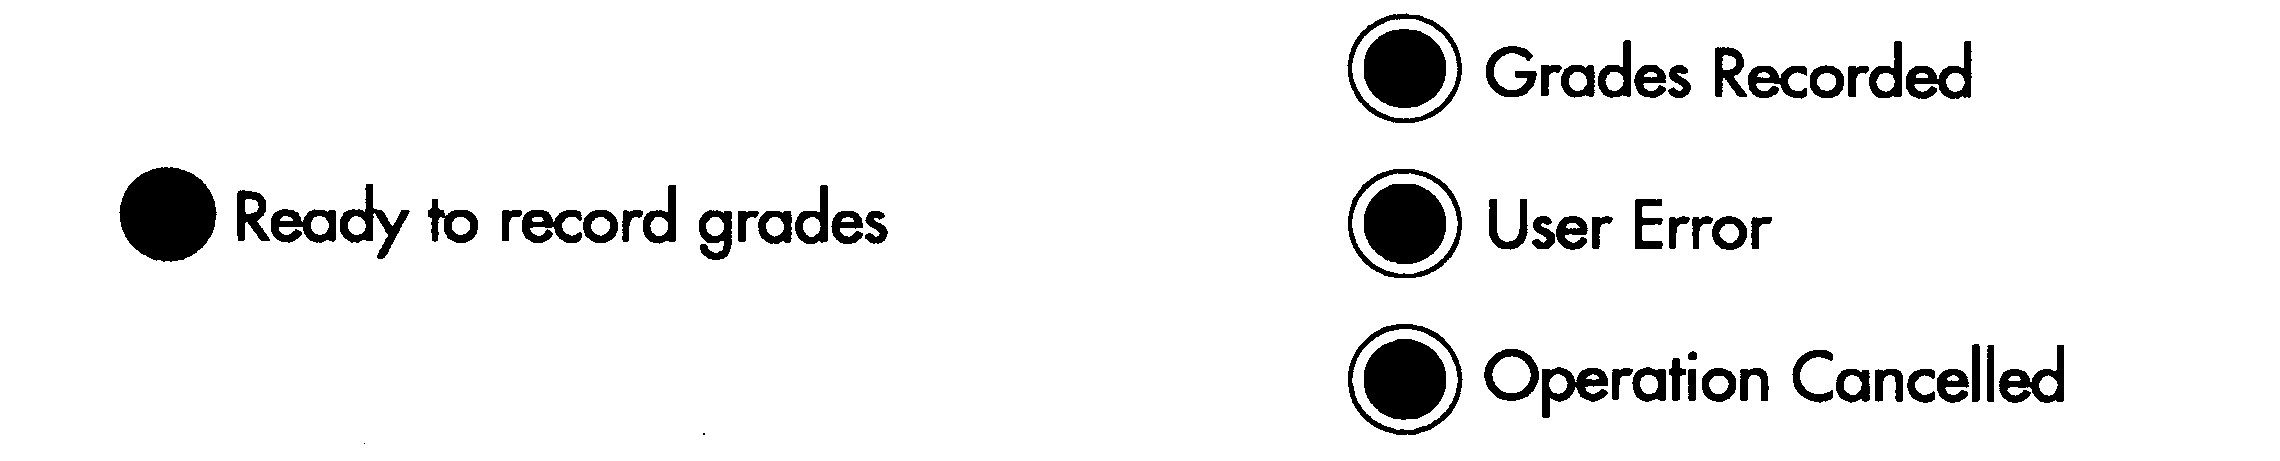 Grades Recorded
Ready to record grades
User Error
Operation Cancelled